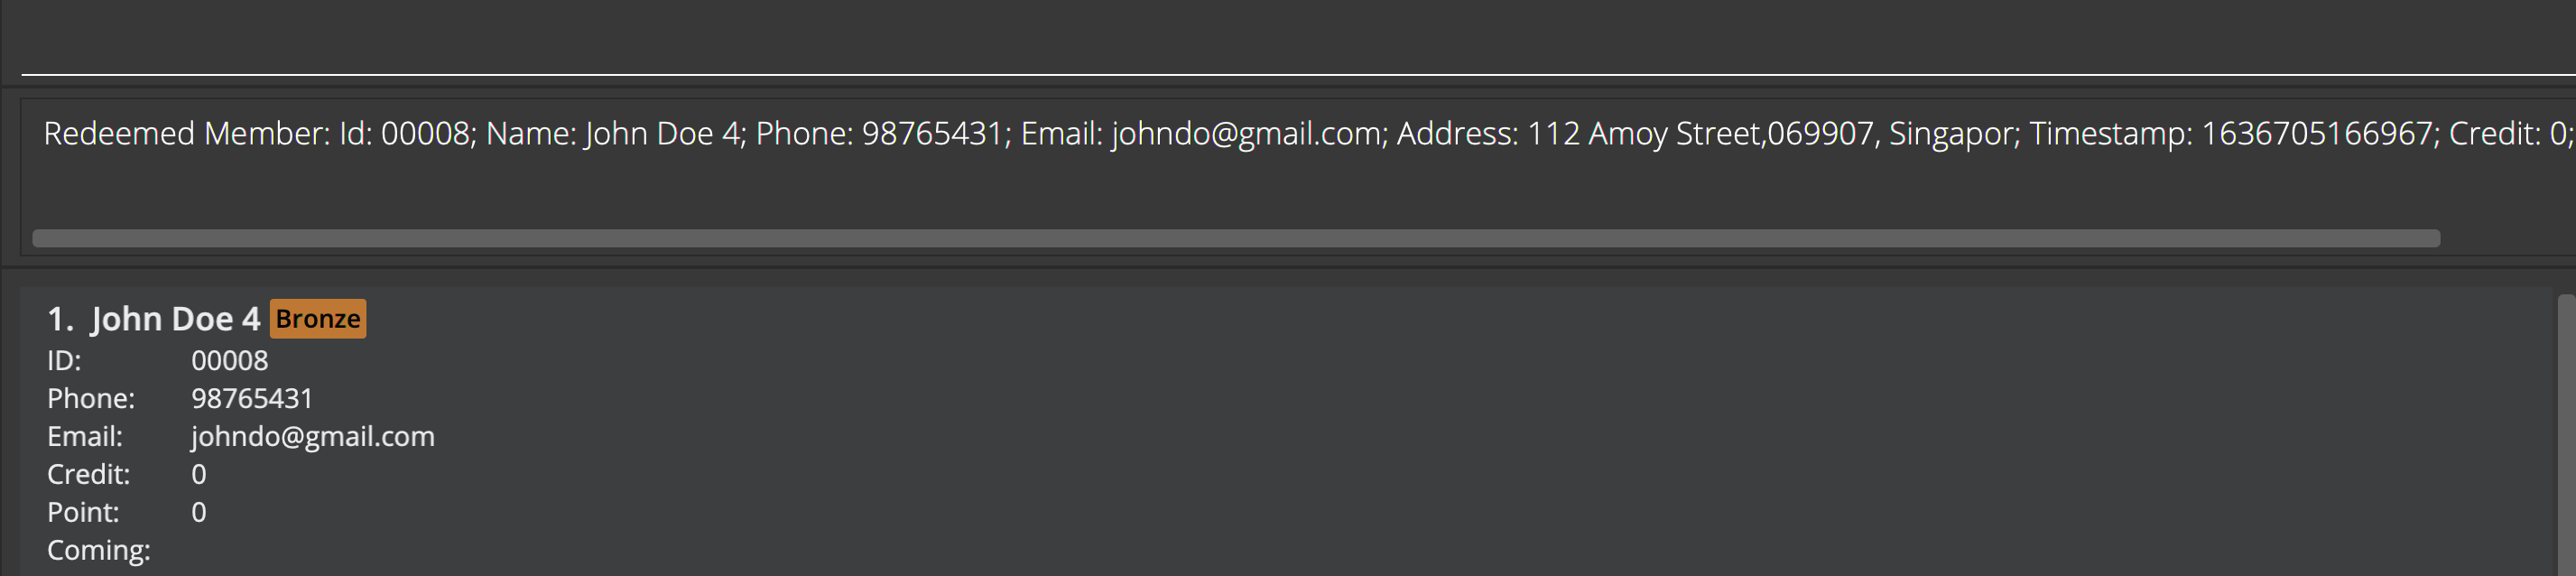 Redeemed Member: Id: 00008; Name: John Doe 4; Phone: 98765431; Email: johndo@gmail.com; Address: 112 Amoy Street,069907, Singapor; Timestamp: 1636705166967; Credit: 0;
1. John Doe 4 Bronze
ID: 00008
Phone: 98765431
Email: johndo@gmail.com
Credit: 0
Point: 0
Coming: